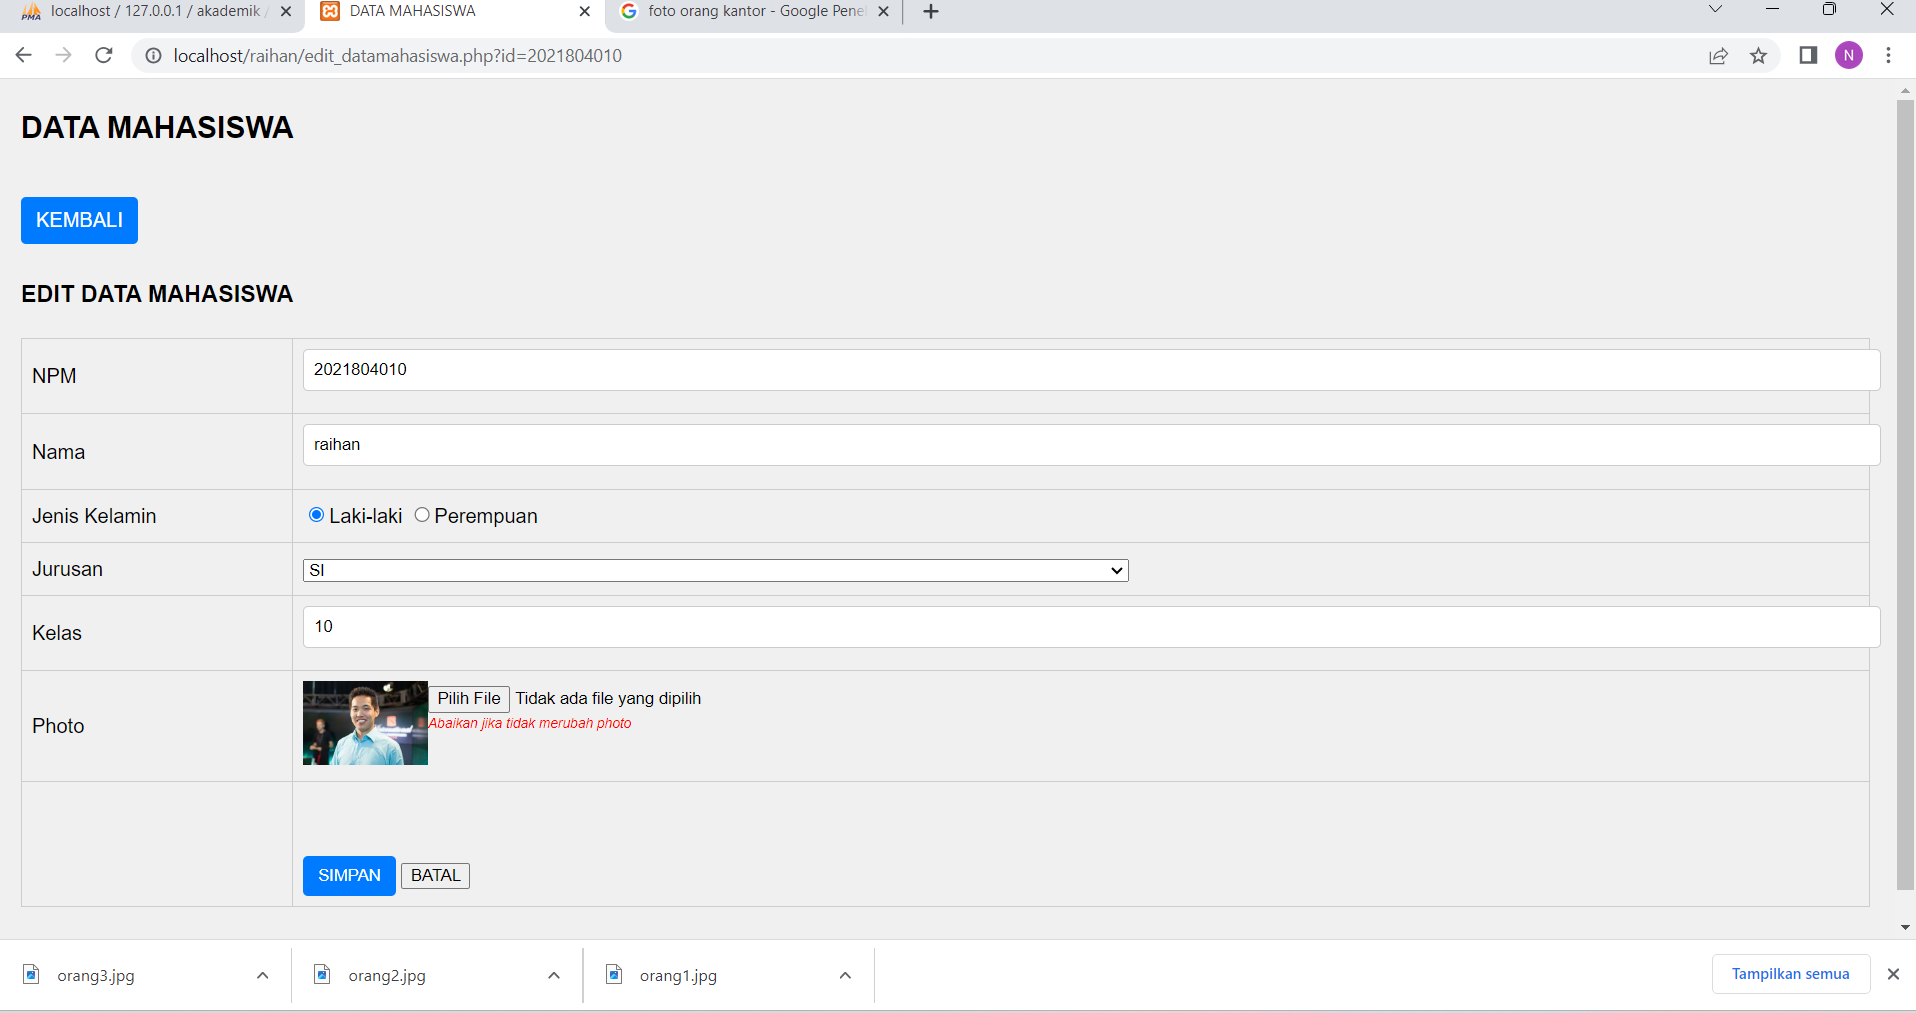 localhost / 127.0.0.1 / akademik /
DATA MAHASISWA
foto orang kantor - Google Penel
localhost/raihan/edit_datamahasiswa.php?id=2021804010
N
DATA MAHASISWA
KEMBALI
EDIT DATA MAHASISWA
NPM 2021804010
Nama raihan
Jenis Kelamin Laki-laki Perempuan
Jurusan SI
Kelas 10
Photo Pilih File Tidak ada file yang dipilih
Abaikan jika tidak merubah photo
SIMPAN BATAL
orang3.jpg orang2.jpg orang1.jpg Tampilkan semua